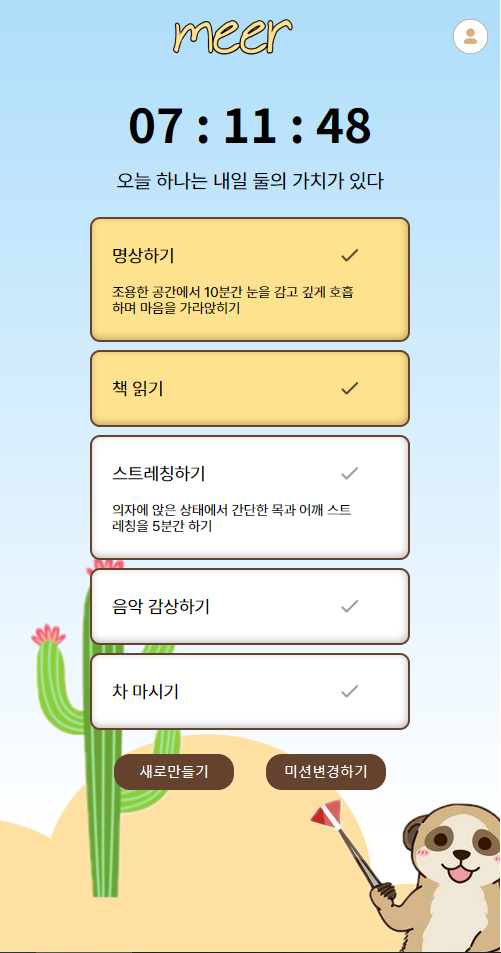 meer
07 : 11 : 48
오늘 하나는 내일 둘의 가치가 있다
명상하기
조용한 공간에서 10분간 눈을 감고 깊게 호흡
하며 마음을 가라앉히기
책 읽기
스트레칭하기
의자에 앉은 상태에서 간단한 목과 어깨 스트
레칭을 5분간 하기
음악 감상하기
차 마시기
새로만들기
미션변경하기